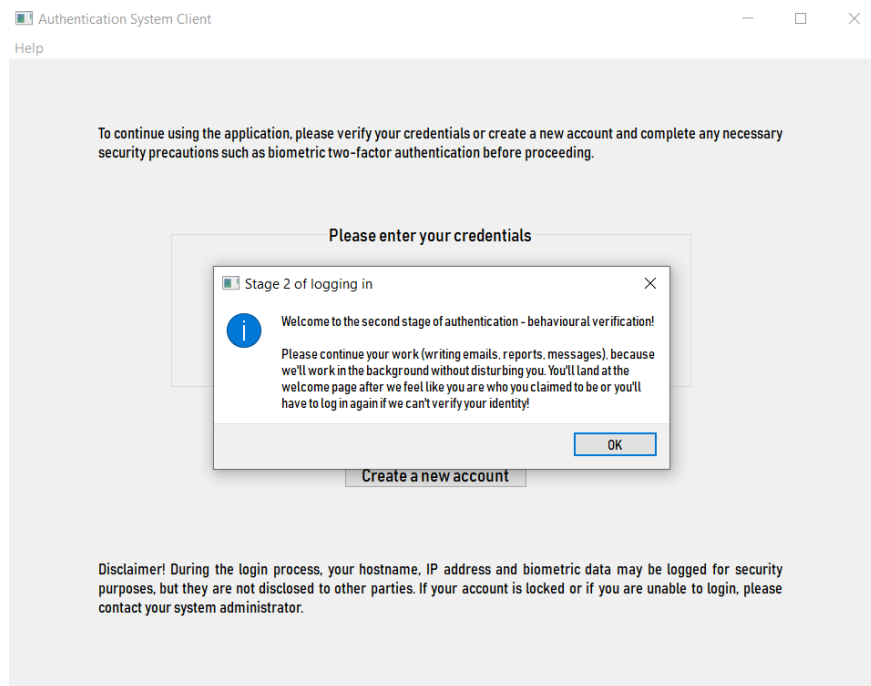 Authentication System Client
Help
To continue using the application, please verify your credentials or create a new account and complete any necessary
security precautions such as biometric two-factor authentication before proceeding.
Please enter your credentials
Stage 2 of logging in
Welcome to the second stage of authentication - behavioural verification!
Please continue your work (writing emails, reports, messages), because
we'll work in the background without disturbing you. You'll land at the
welcome page after we feel like you are who you claimed to be or you'll
have to log in again if we can't verify your identity!
OK
Create a new account
Disclaimer! During the login process, your hostname, IP address and biometric data may be logged for security
purposes, but they are not disclosed to other parties. If your account is locked or if you are unable to login, please
contact your system administrator.